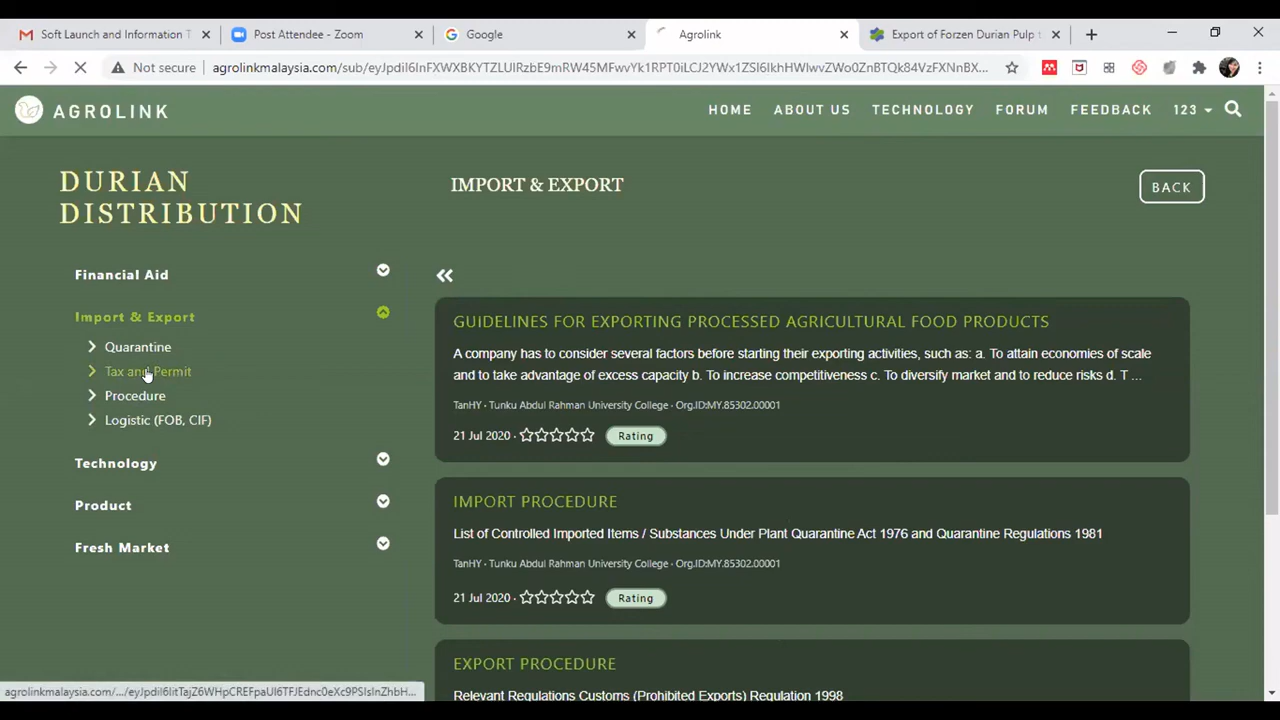 Soft Launch and Information T
Post Attendee - Zoom
Google
Agrolink
Export of Forzen Durian Pulp t
Not secure
AGROLINK
HOME
ABOUT US
TECHNOLOGY
FORUM
FEEDBACK
123
DURIAN
DISTRIBUTION
IMPORT & EXPORT
BACK
Financial Aid
Import & Export
Quarantine
Tax and Permit
Procedure
Logistic (FOB, CIF)
Technology
Product
Fresh Market
GUIDELINES FOR EXPORTING PROCESSED AGRICULTURAL FOOD PRODUCTS
A company has to consider several factors before starting their exporting activities, such as: a. To attain economies of scale
and to take advantage of excess capacity b. To increase competitiveness c. To diversify market and to reduce risks d. T ...
TanHY · Tunku Abdul Rahman University College · Org.ID:MY.85302.00001
21 Jul 2020 ·
Rating
IMPORT PROCEDURE
List of Controlled Imported Items / Substances Under Plant Quarantine Act 1976 and Quarantine Regulations 1981
TanHY · Tunku Abdul Rahman University College · Org.ID:MY.85302.00001
21 Jul 2020 ·
Rating
EXPORT PROCEDURE
Relevant Regulations Customs (Prohibited Exports) Regulation 1998